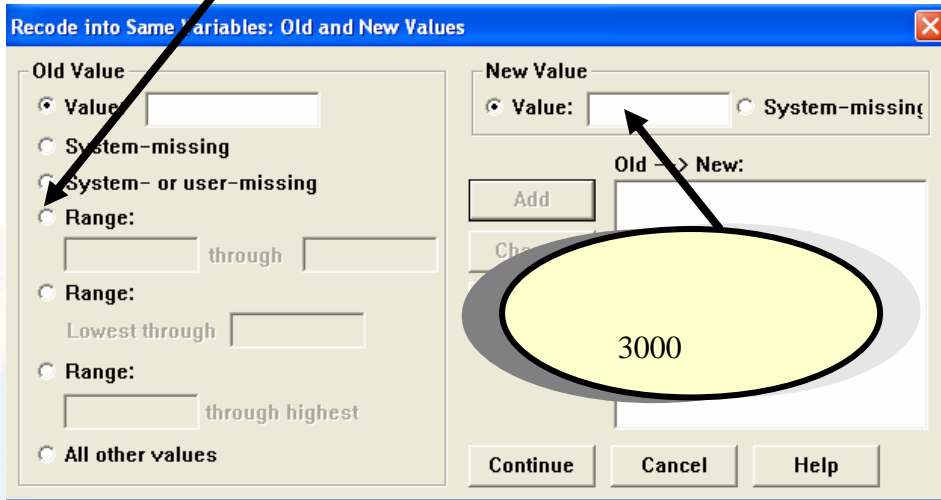 Recode into Same Variables: Old and New Values
Old Value
Value:
System-missing
System- or user-missing
Range:
through
Range:
Lowest through
Range:
through highest
All other values
New Value
Value: System-missing
Old --> New:
Add
3000
Continue Cancel Help